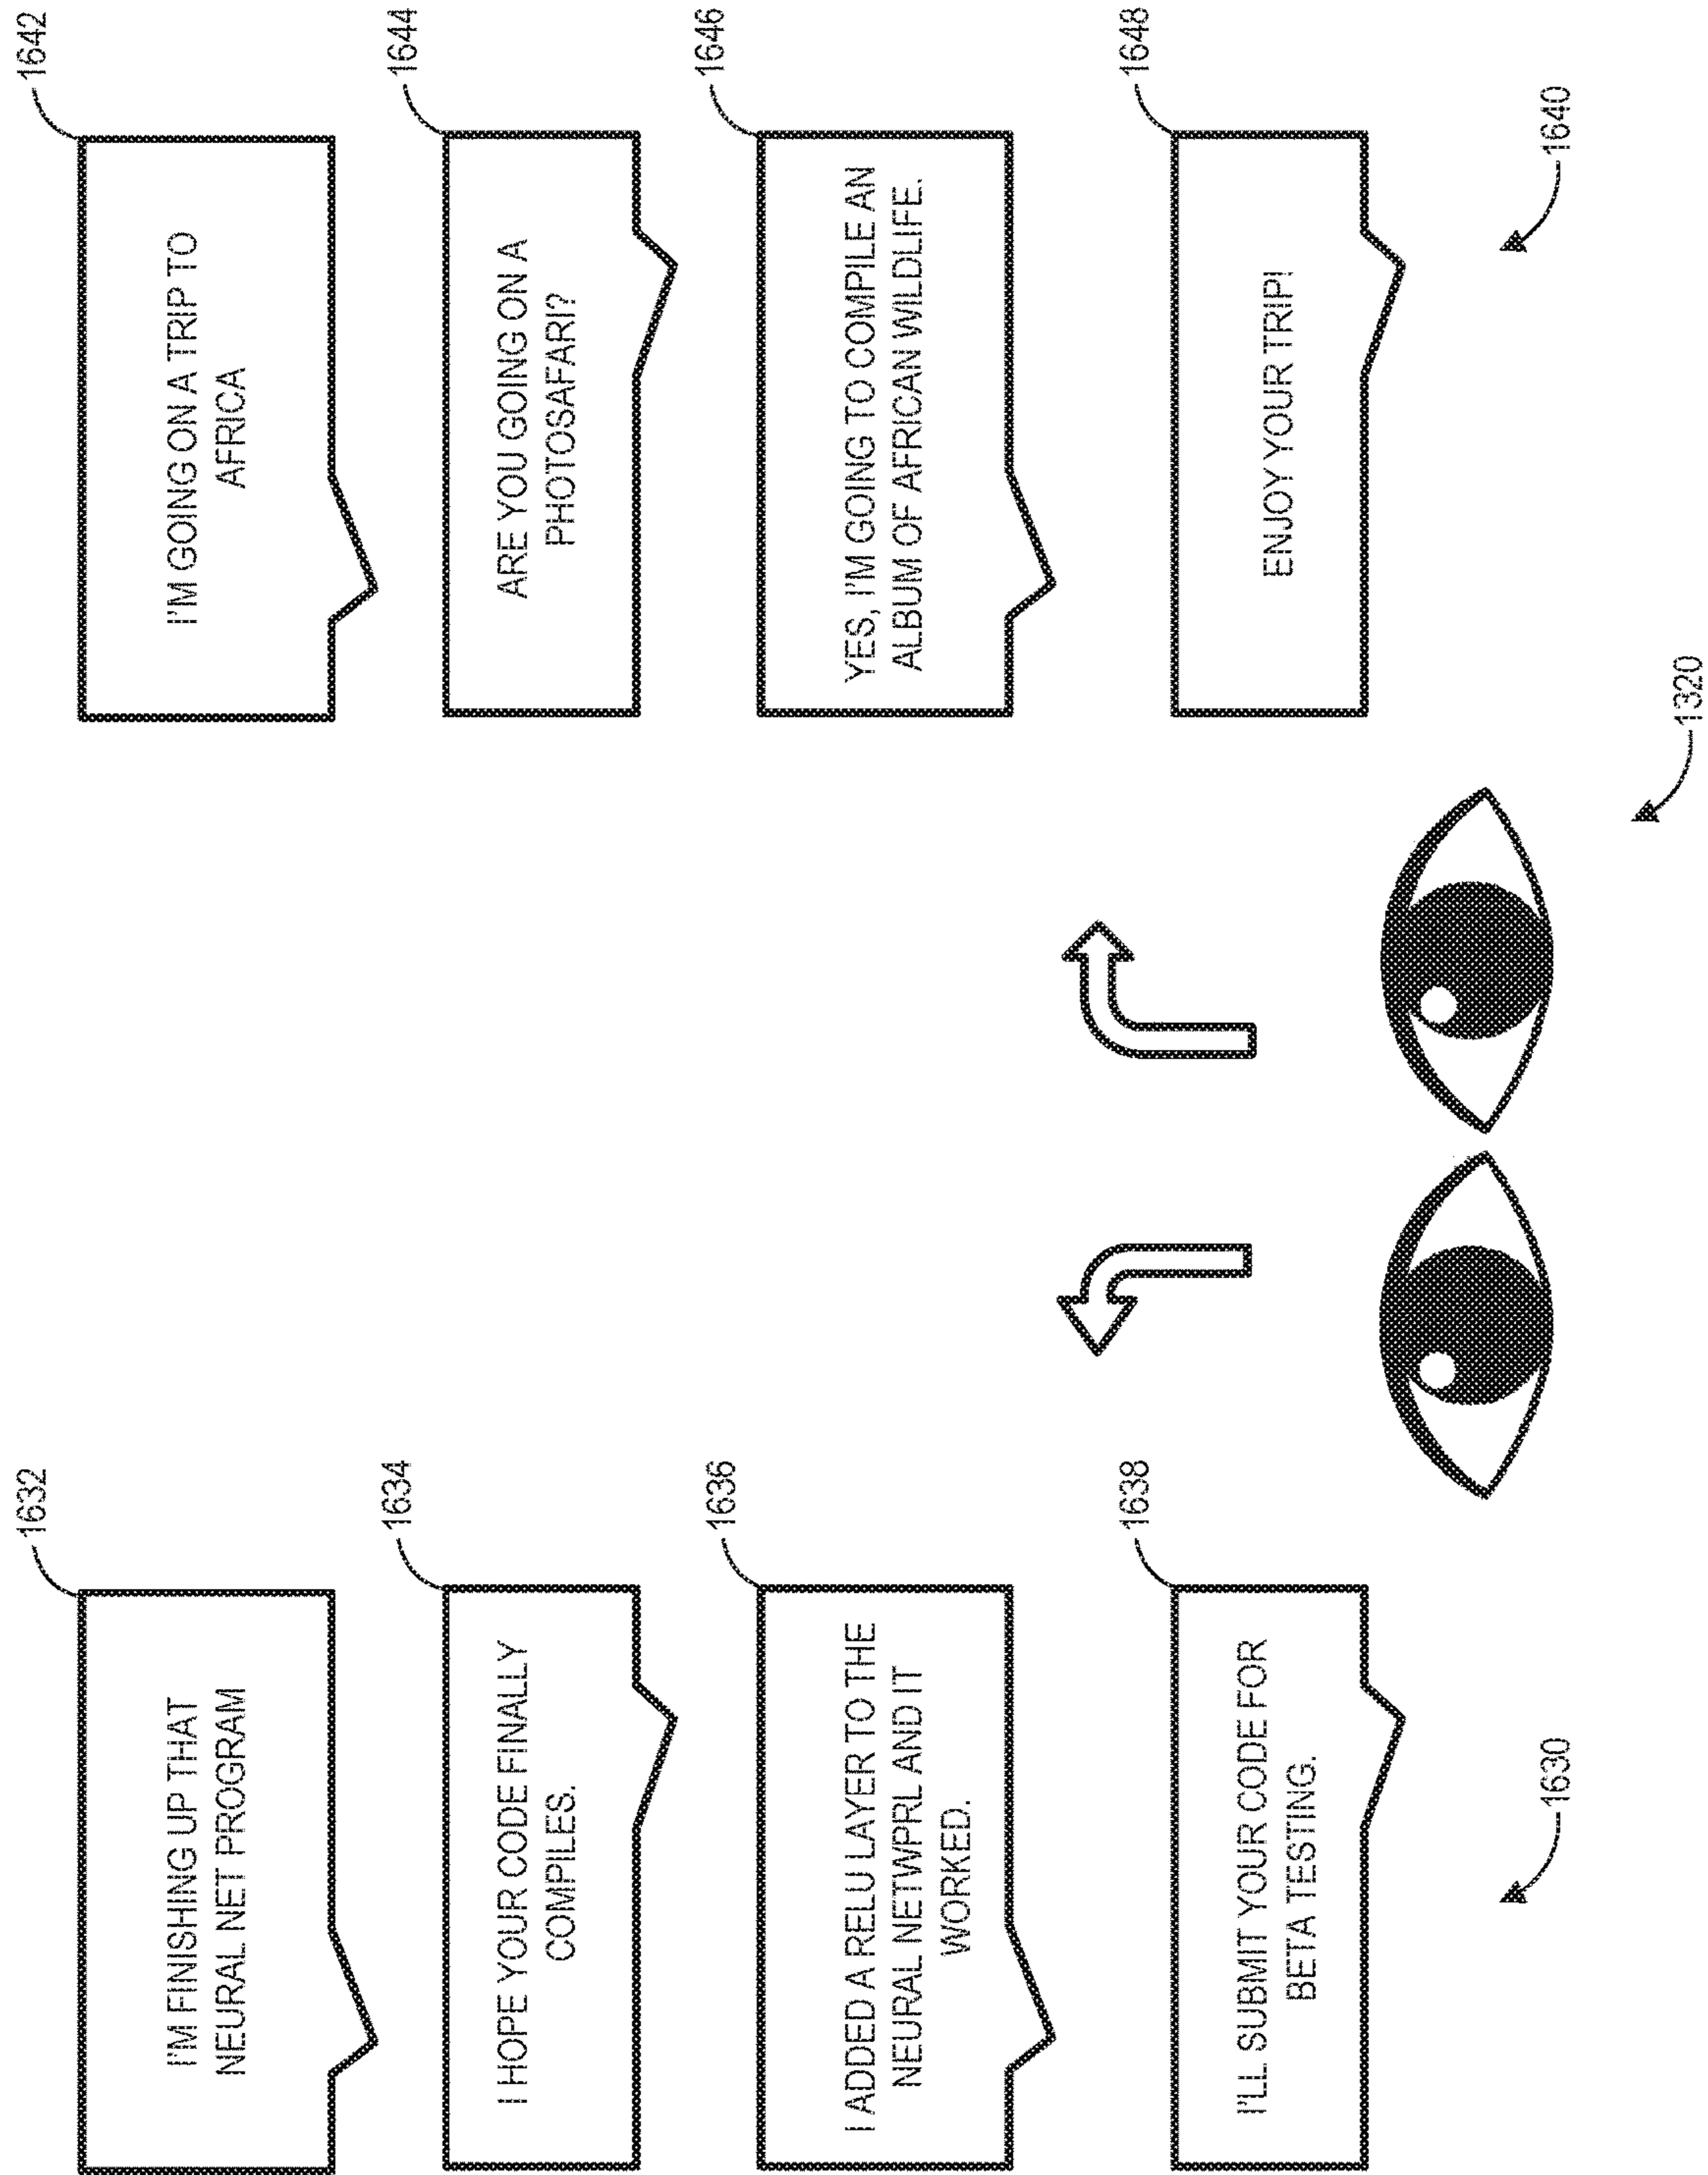 1632
I'M FINISHING UP THAT
NEURAL NET PROGRAM
1634
I HOPE YOUR CODE FINALLY
COMPILES.
1636
I ADDED A RELU LAYER TO THE
NEURAL NETWPRL AND IT
WORKED.
1638
I'LL SUBMIT YOUR CODE FOR
BETA TESTING.
1630
1642
I'M GOING ON A TRIP TO
AFRICA
1644
ARE YOU GOING ON A
PHOTOSAFARI?
1646
YES, I'M GOING TO COMPILE AN
ALBUM OF AFRICAN WILDLIFE.
1648
ENJOY YOUR TRIP!
1640
1320